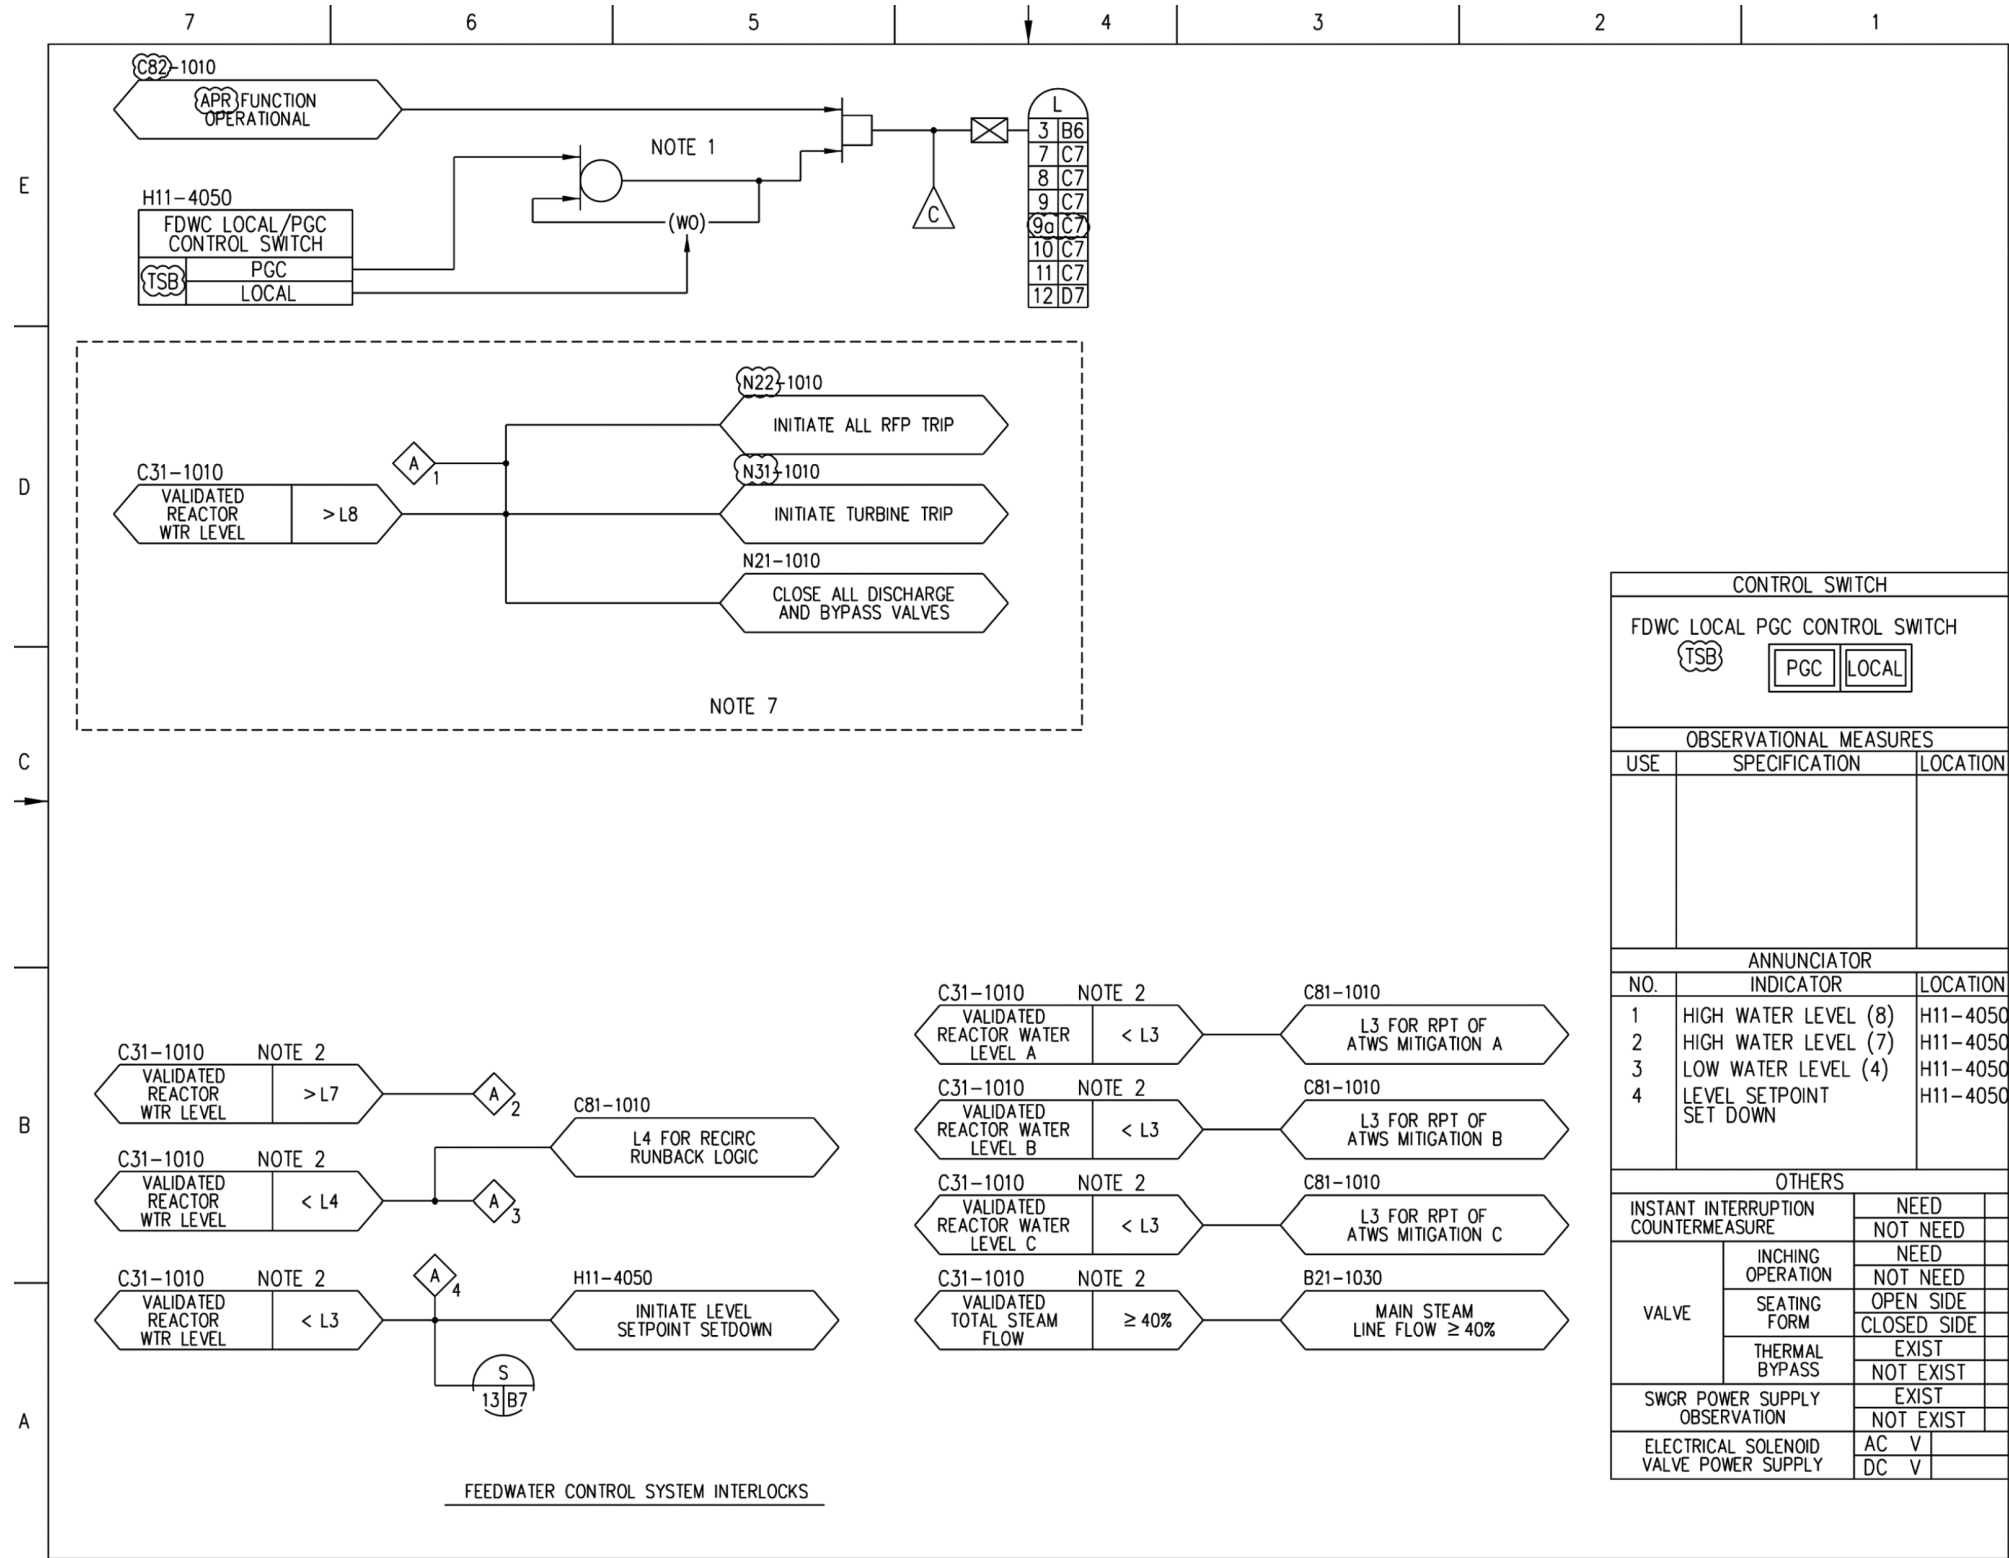 7 6 5 4 3 2 1
C82-1010
APR FUNCTION
OPERATIONAL
NOTE 1
H11-4050
FDWC LOCAL/PGC
CONTROL SWITCH
TSB
PGC
LOCAL
(WO)
C
L
3 B6
7 C7
8 C7
9 C7
9a C7
10 C7
11 C7
12 D7
E
N22-1010
INITIATE ALL RFP TRIP
A
1
C31-1010
VALIDATED
REACTOR
WTR LEVEL
> L8
N31-1010
INITIATE TURBINE TRIP
N21-1010
CLOSE ALL DISCHARGE
AND BYPASS VALVES
NOTE 7
D
C
CONTROL SWITCH
FDWC LOCAL PGC CONTROL SWITCH
TSB
PGC LOCAL
OBSERVATIONAL MEASURES
USE SPECIFICATION LOCATION
ANNUNCIATOR
NO. INDICATOR LOCATION
1 HIGH WATER LEVEL (8) H11-4050
2 HIGH WATER LEVEL (7) H11-4050
3 LOW WATER LEVEL (4) H11-4050
4 LEVEL SETPOINT H11-4050
SET DOWN
OTHERS
INSTANT INTERRUPTION
COUNTERMEASURE
NEED
NOT NEED
VALVE
INCHING
OPERATION
NEED
NOT NEED
SEATING
FORM
OPEN SIDE
CLOSED SIDE
THERMAL
BYPASS
EXIST
NOT EXIST
SWGR POWER SUPPLY
OBSERVATION
EXIST
NOT EXIST
ELECTRICAL SOLENOID
VALVE POWER SUPPLY
AC V
DC V
B
C31-1010 NOTE 2
VALIDATED
REACTOR
WTR LEVEL
> L7
A
2
C31-1010 NOTE 2
VALIDATED
REACTOR
WTR LEVEL
< L4
A
3
C81-1010
L4 FOR RECIRC
RUNBACK LOGIC
C31-1010 NOTE 2
VALIDATED
REACTOR
WTR LEVEL
< L3
A
4
H11-4050
INITIATE LEVEL
SETPOINT SETDOWN
S
13 B7
C31-1010 NOTE 2
VALIDATED
REACTOR WATER
LEVEL A
< L3
C81-1010
L3 FOR RPT OF
ATWS MITIGATION A
C31-1010 NOTE 2
VALIDATED
REACTOR WATER
LEVEL B
< L3
C81-1010
L3 FOR RPT OF
ATWS MITIGATION B
C31-1010 NOTE 2
VALIDATED
REACTOR WATER
LEVEL C
< L3
C81-1010
L3 FOR RPT OF
ATWS MITIGATION C
C31-1010 NOTE 2
VALIDATED
TOTAL STEAM
FLOW
≥ 40%
B21-1030
MAIN STEAM
LINE FLOW ≥ 40%
A
FEEDWATER CONTROL SYSTEM INTERLOCKS